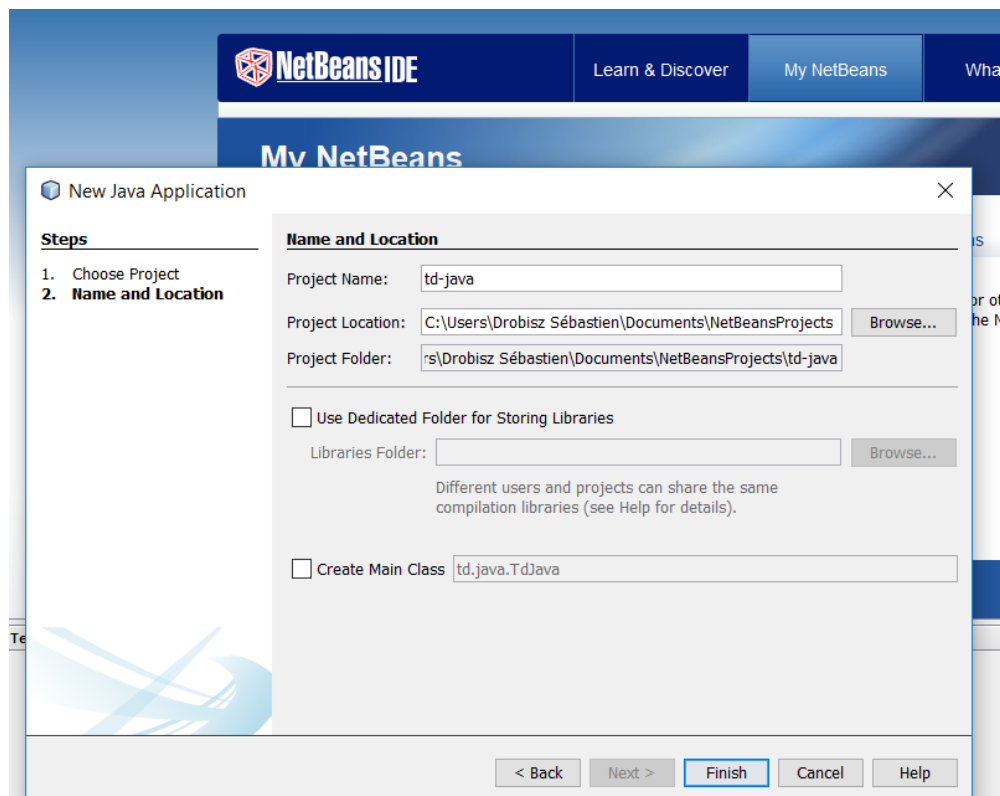 NetBeans IDE
Learn & Discover
My NetBeans
My NetBeans
New Java Application
Steps
1. Choose Project
2. Name and Location
Name and Location
Project Name: td-java
Project Location: C:\Users\Drobisz Sébastien\Documents\NetBeansProjects Browse...
Project Folder: rs\Drobisz Sébastien\Documents\NetBeansProjects\td-java
Use Dedicated Folder for Storing Libraries
Libraries Folder: Browse...
Different users and projects can share the same
compilation libraries (see Help for details).
Create Main Class td.java.TdJava
< Back Next > Finish Cancel Help